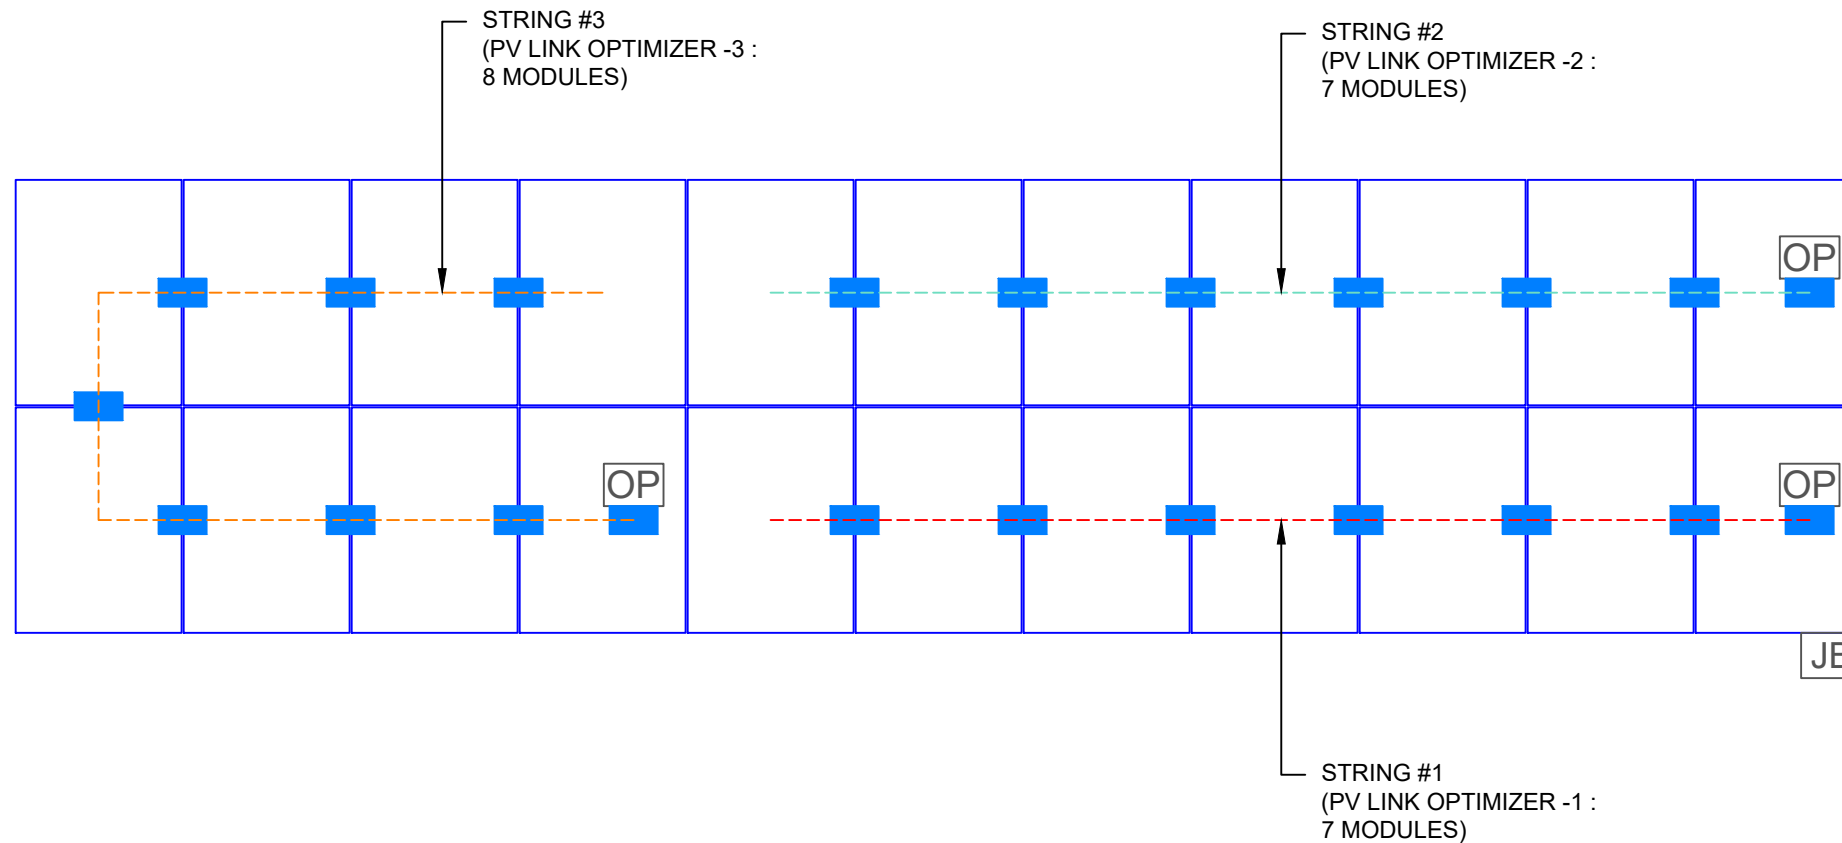 STRING #3
(PV LINK OPTIMIZER -3 :
8 MODULES)
STRING #2
(PV LINK OPTIMIZER -2 :
7 MODULES)
OP
OP
OP
STRING #1
(PV LINK OPTIMIZER -1 :
7 MODULES)